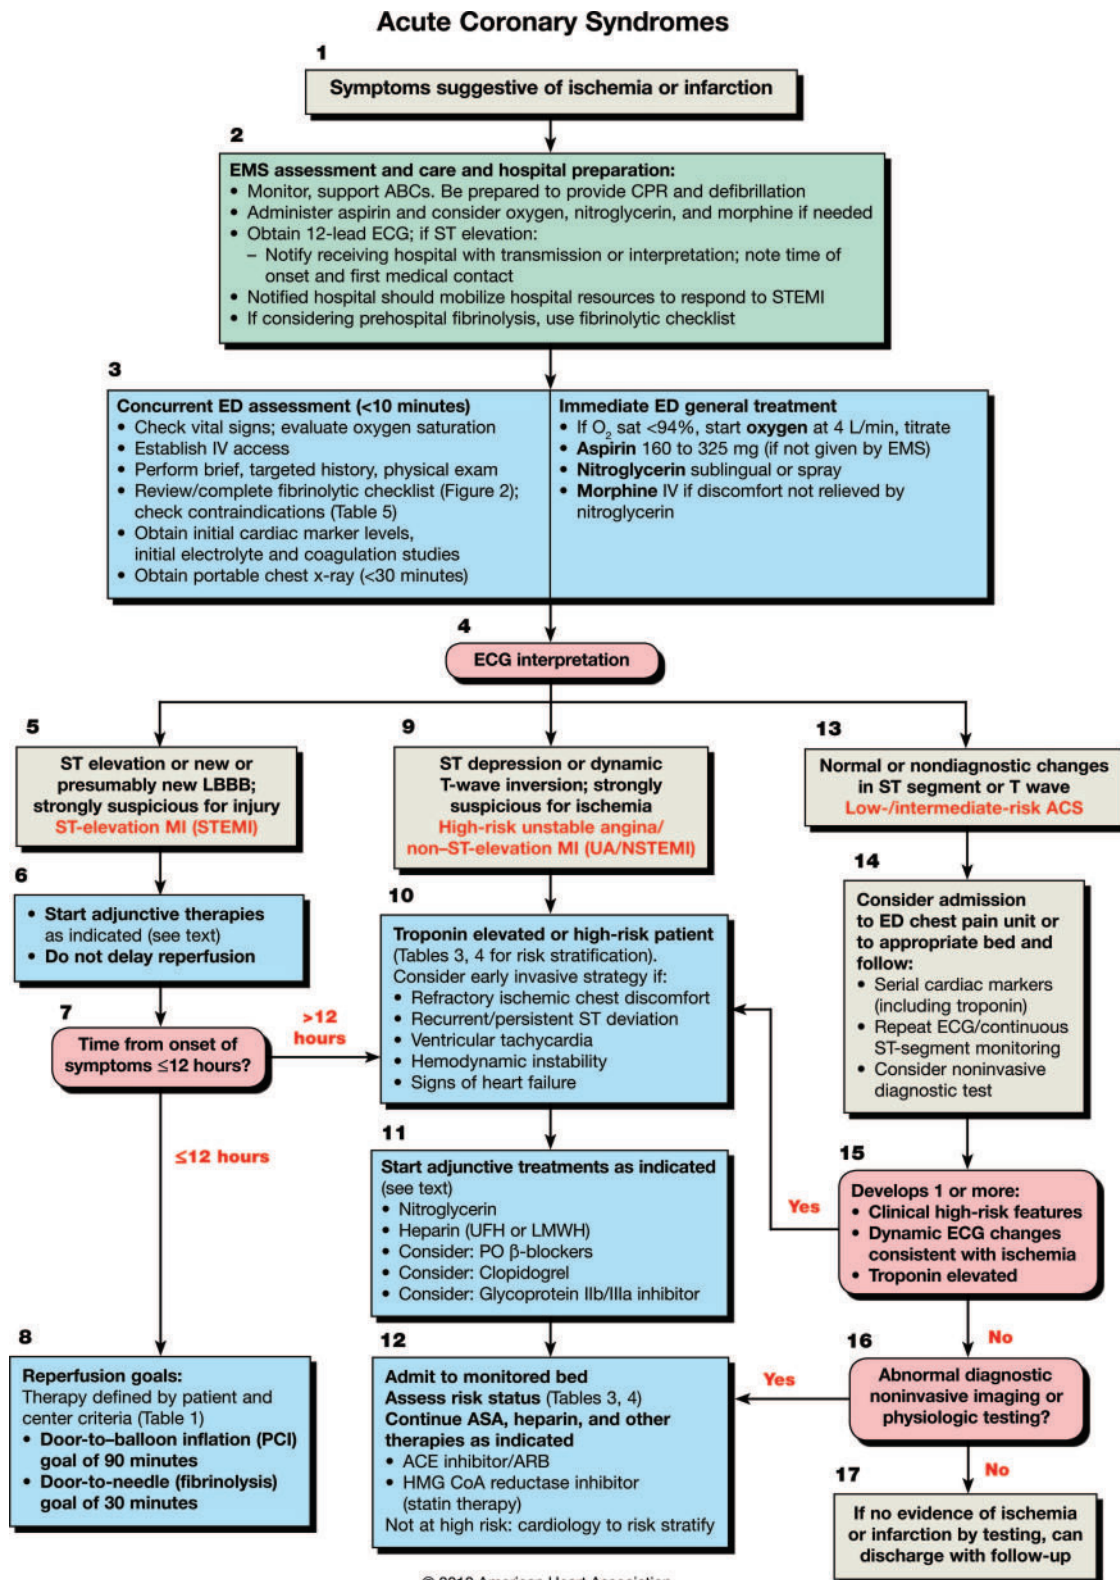 Acute Coronary Syndromes
1
Symptoms suggestive of ischemia or infarction
2
EMS assessment and care and hospital preparation:
• Monitor, support ABCs. Be prepared to provide CPR and defibrillation
• Administer aspirin and consider oxygen, nitroglycerin, and morphine if needed
• Obtain 12-lead ECG; if ST elevation:
– Notify receiving hospital with transmission or interpretation; note time of
onset and first medical contact
• Notified hospital should mobilize hospital resources to respond to STEMI
• If considering prehospital fibrinolysis, use fibrinolytic checklist
3
Concurrent ED assessment (<10 minutes)
• Check vital signs; evaluate oxygen saturation
• Establish IV access
• Perform brief, targeted history, physical exam
• Review/complete fibrinolytic checklist (Figure 2);
check contraindications (Table 5)
• Obtain initial cardiac marker levels,
initial electrolyte and coagulation studies
• Obtain portable chest x-ray (<30 minutes)
Immediate ED general treatment
• If O2 sat <94%, start oxygen at 4 L/min, titrate
• Aspirin 160 to 325 mg (if not given by EMS)
• Nitroglycerin sublingual or spray
• Morphine IV if discomfort not relieved by
nitroglycerin
4
ECG interpretation
5
ST elevation or new or
presumably new LBBB;
strongly suspicious for injury
ST-elevation MI (STEMI)
6
• Start adjunctive therapies
as indicated (see text)
• Do not delay reperfusion
7
Time from onset of
symptoms ≤12 hours?
>12
hours
≤12 hours
8
Reperfusion goals:
Therapy defined by patient and
center criteria (Table 1)
• Door-to–balloon inflation (PCI)
goal of 90 minutes
• Door-to-needle (fibrinolysis)
goal of 30 minutes
9
ST depression or dynamic
T-wave inversion; strongly
suspicious for ischemia
High-risk unstable angina/
non–ST-elevation MI (UA/NSTEMI)
10
Troponin elevated or high-risk patient
(Tables 3, 4 for risk stratification).
Consider early invasive strategy if:
• Refractory ischemic chest discomfort
• Recurrent/persistent ST deviation
• Ventricular tachycardia
• Hemodynamic instability
• Signs of heart failure
11
Start adjunctive treatments as indicated
(see text)
• Nitroglycerin
• Heparin (UFH or LMWH)
• Consider: PO β-blockers
• Consider: Clopidogrel
• Consider: Glycoprotein IIb/IIIa inhibitor
12
Admit to monitored bed
Assess risk status (Tables 3, 4)
Continue ASA, heparin, and other
therapies as indicated
• ACE inhibitor/ARB
• HMG CoA reductase inhibitor
(statin therapy)
Not at high risk: cardiology to risk stratify
13
Normal or nondiagnostic changes
in ST segment or T wave
Low-/intermediate-risk ACS
14
Consider admission
to ED chest pain unit or
to appropriate bed and
follow:
• Serial cardiac markers
(including troponin)
• Repeat ECG/continuous
ST-segment monitoring
• Consider noninvasive
diagnostic test
15
Develops 1 or more:
• Clinical high-risk features
• Dynamic ECG changes
consistent with ischemia
• Troponin elevated
Yes
No
16
Abnormal diagnostic
noninvasive imaging or
physiologic testing?
Yes
No
17
If no evidence of ischemia
or infarction by testing, can
discharge with follow-up
© 2010 American Heart Association